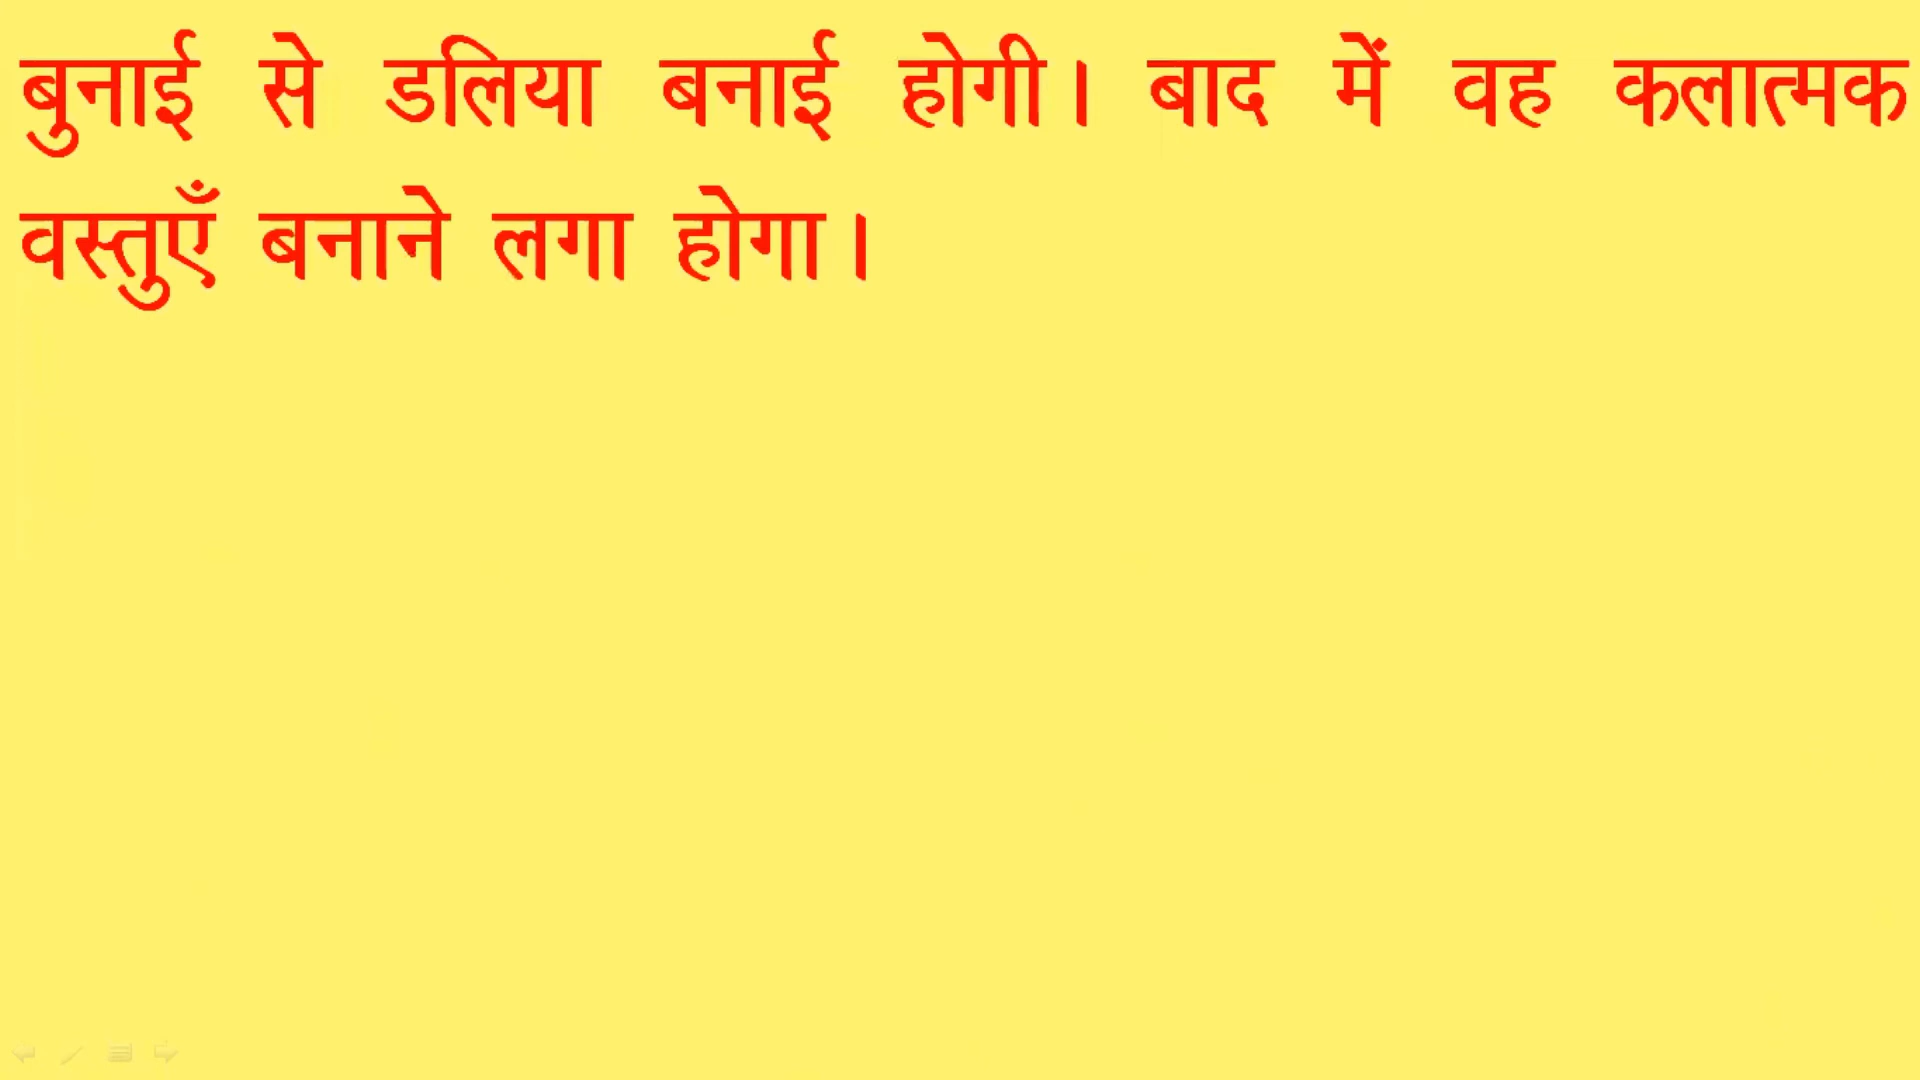 बुनाई से डलिया बनाई होगी। बाद में वह कलात्मक
वस्तुएँ बनाने लगा होगा।